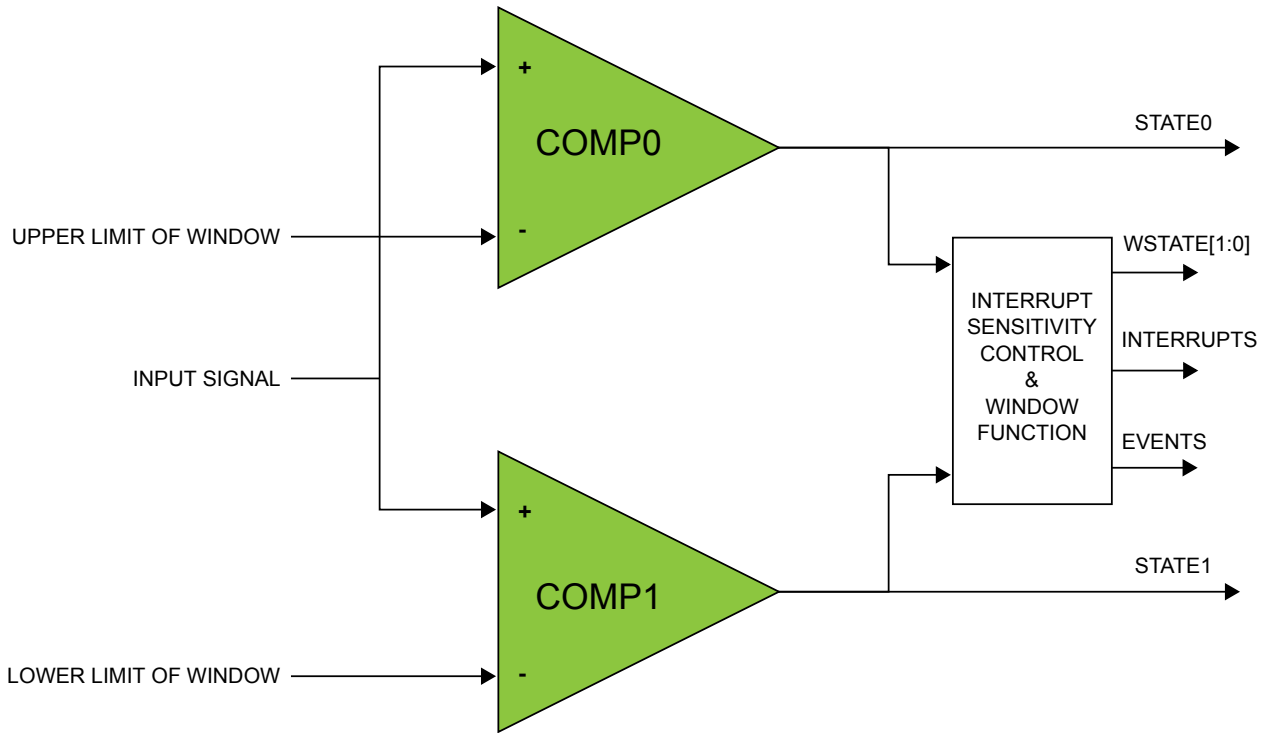 +
COMP0
-
STATE0
UPPER LIMIT OF WINDOW
WSTATE[1:0]
INTERRUPT
SENSITIVITY
CONTROL
&
WINDOW
FUNCTION
INTERRUPTS
INPUT SIGNAL
EVENTS
+
COMP1
-
STATE1
LOWER LIMIT OF WINDOW